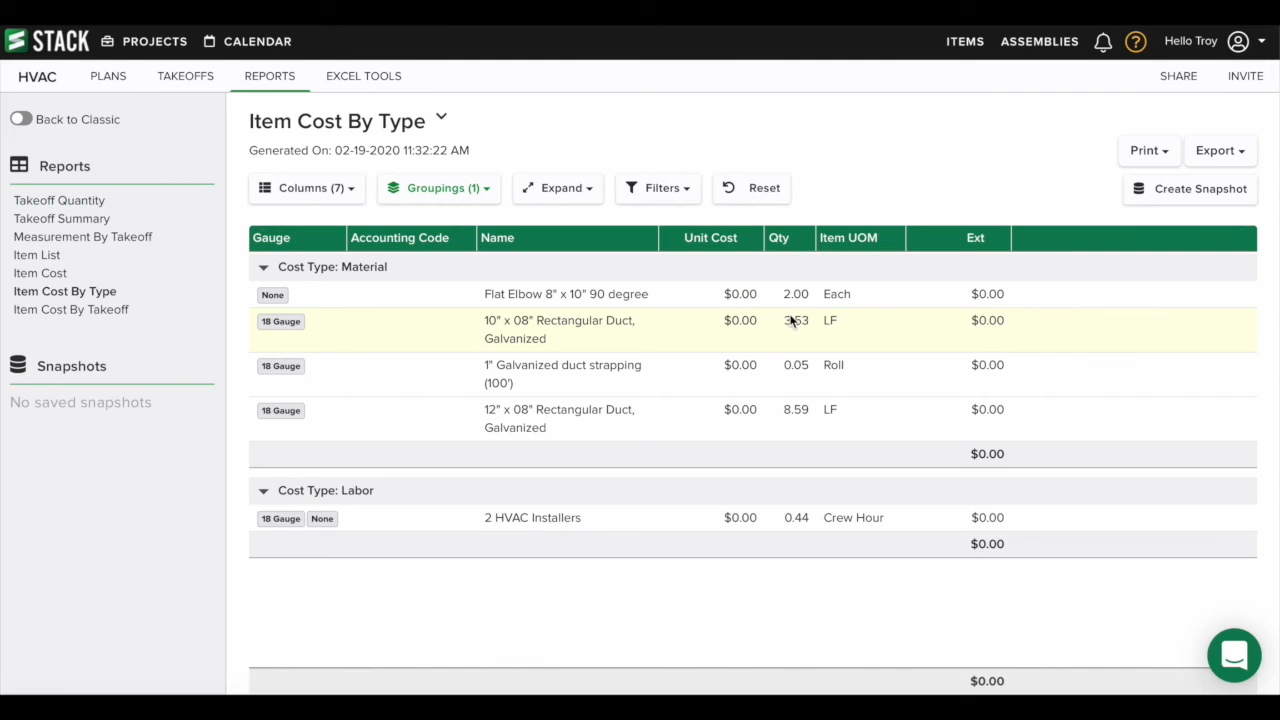 STACK PROJECTS CALENDAR ITEMS ASSEMBLIES ? Hello Troy
HVAC PLANS TAKEOFFS REPORTS EXCEL TOOLS SHARE INVITE
Back to Classic
Reports
Takeoff Quantity
Takeoff Summary
Measurement By Takeoff
Item List
Item Cost
Item Cost By Type
Item Cost By Takeoff
Snapshots
No saved snapshots
Item Cost By Type
Generated On: 02-19-2020 11:32:22 AM
Print Export
Columns (7) Groupings (1) Expand Filters Reset Create Snapshot
Gauge Accounting Code Name Unit Cost Qty Item UOM Ext
Cost Type: Material
None Flat Elbow 8" x 10" 90 degree $0.00 2.00 Each $0.00
18 Gauge 10" x 08" Rectangular Duct, $0.00 3.53 LF $0.00
Galvanized
18 Gauge 1" Galvanized duct strapping $0.00 0.05 Roll $0.00
(100')
18 Gauge 12" x 08" Rectangular Duct, $0.00 8.59 LF $0.00
Galvanized
$0.00
Cost Type: Labor
18 Gauge None 2 HVAC Installers $0.00 0.44 Crew Hour $0.00
$0.00
$0.00